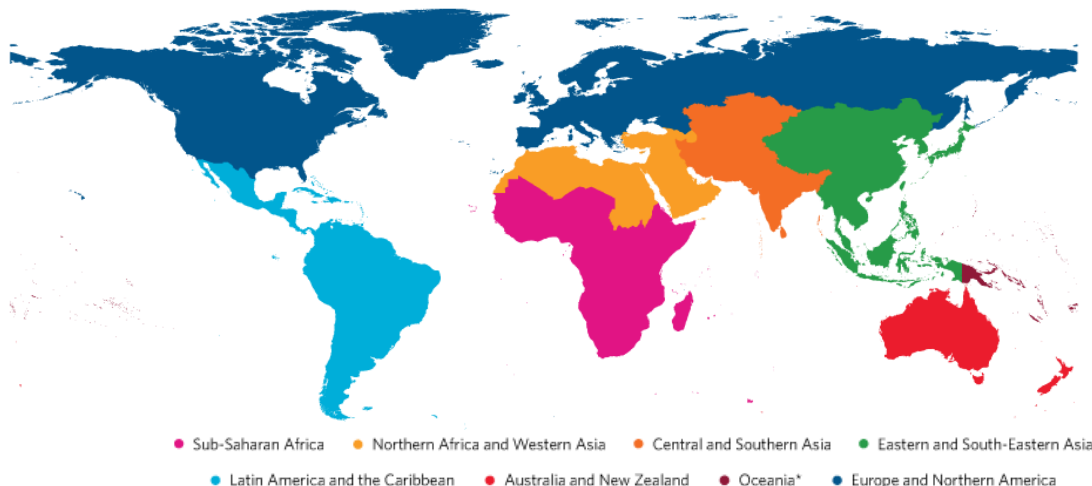 Sub-Saharan Africa Northern Africa and Western Asia Central and Southern Asia Eastern and South-Eastern Asia
Latin America and the Caribbean Australia and New Zealand Oceania* Europe and Northern America